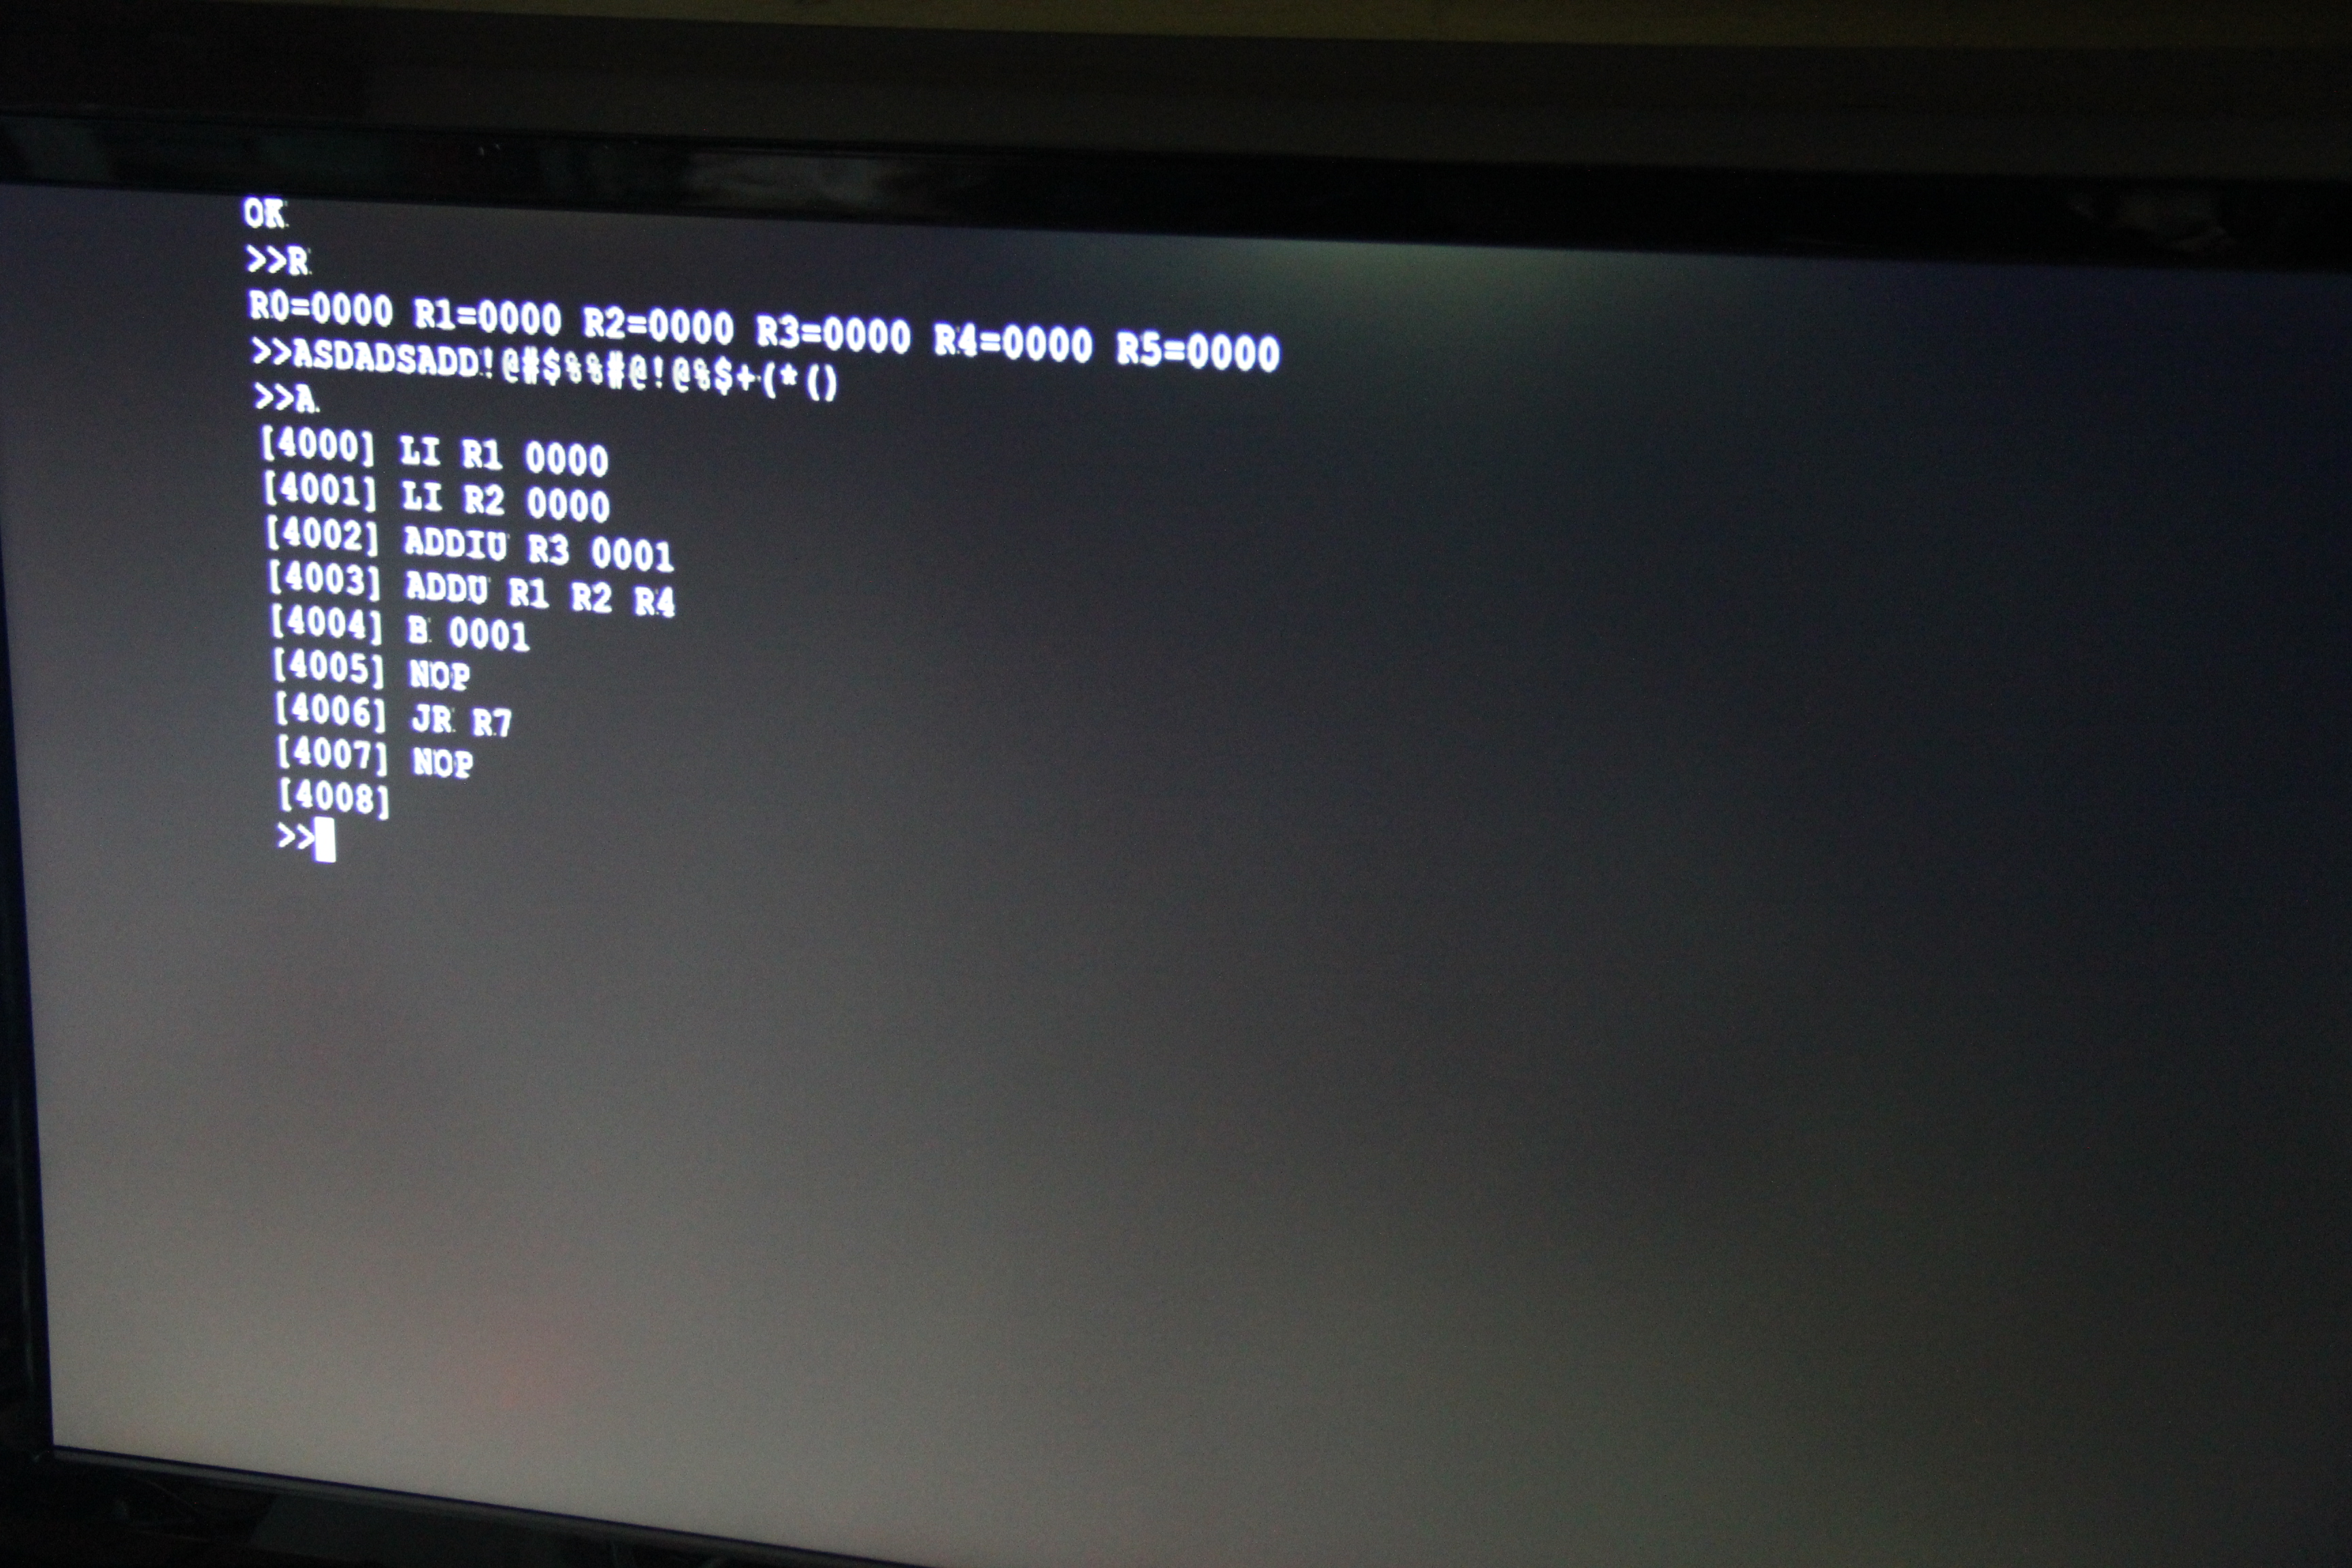 OK
>>R
R0=0000 R1=0000 R2=0000 R3=0000 R4=0000 R5=0000
>>ASDADSADD!@#$%%#@!@%$+(*()
>>A
[4000] LI R1 0000
[4001] LI R2 0000
[4002] ADDIU R3 0001
[4003] ADDU R1 R2 R4
[4004] B 0001
[4005] NOP
[4006] JR R7
[4007] NOP
[4008]
>>